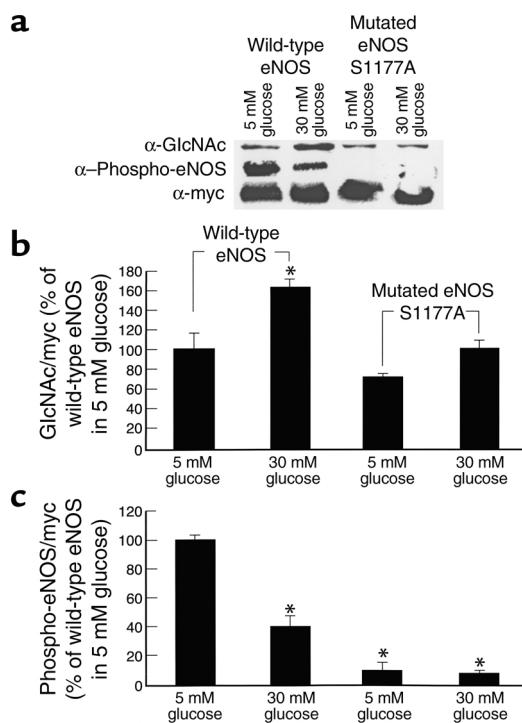 a
Wild-type
eNOS
Mutated
eNOS
S1177A
5 mM
glucose
30 mM
glucose
5 mM
glucose
30 mM
glucose
α-GlcNAc
α–Phospho-eNOS
α-myc
b
Wild-type
eNOS
Mutated eNOS
S1177A
GlcNAc/myc (% of
wild-type eNOS
in 5 mM glucose)
160
140
120
100
80
60
40
20
0
*
5 mM
glucose
30 mM
glucose
5 mM
glucose
30 mM
glucose
c
Phospho-eNOS/myc
(% of wild-type eNOS
in 5 mM glucose)
120
100
80
60
40
20
0
*
*
*
5 mM
glucose
30 mM
glucose
5 mM
glucose
30 mM
glucose